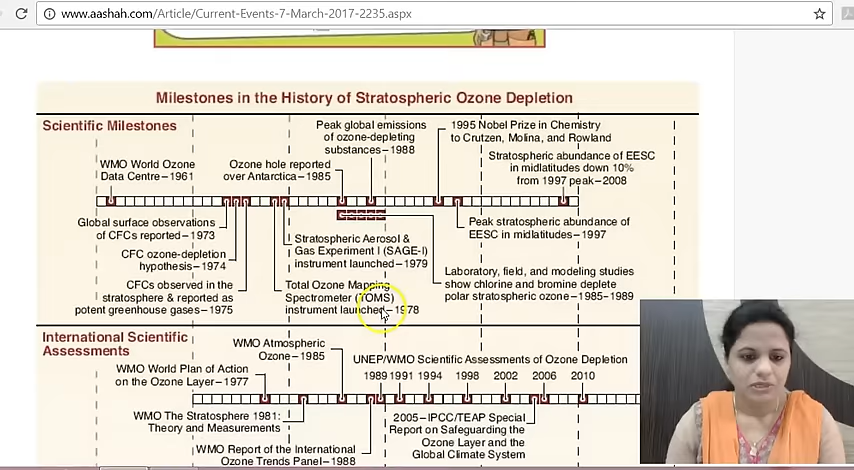 www.aashah.com/Article/Current-Events-7-March-2017-2235.aspx
Milestones in the History of Stratospheric Ozone Depletion
Scientific Milestones
WMO World Ozone
Data Centre–1961
Ozone hole reported
over Antarctica–1985
Peak global emissions
of ozone-depleting
substances–1988
1995 Nobel Prize in Chemistry
to Crutzen, Molina, and Rowland
Stratospheric abundance of EESC
in midlatitudes down 10%
from 1997 peak–2008
Global surface observations
of CFCs reported–1973
CFC ozone-depletion
hypothesis–1974
CFCs observed in the
stratosphere & reported as
potent greenhouse gases–1975
Stratospheric Aerosol &
Gas Experiment I (SAGE-I)
instrument launched–1979
Total Ozone Mapping
Spectrometer (TOMS)
instrument launched–1978
Peak stratospheric abundance of
EESC in midlatitudes–1997
Laboratory, field, and modeling studies
show chlorine and bromine deplete
polar stratospheric ozone–1985-1989
International Scientific
Assessments
WMO Atmospheric
Ozone–1985
WMO World Plan of Action
on the Ozone Layer–1977
UNEP/WMO Scientific Assessments of Ozone Depletion
1989 1991 1994 1998 2002 2006 2010
WMO The Stratosphere 1981:
Theory and Measurements
WMO Report of the International
Ozone Trends Panel–1988
2005–IPCC/TEAP Special
Report on Safeguarding the
Ozone Layer and the
Global Climate System